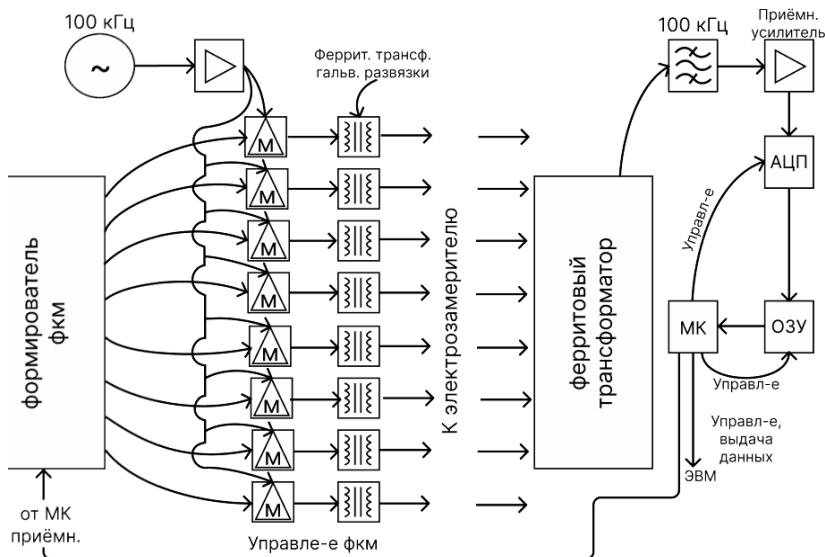 100 кГц
~
Феррит. трансф.
гальв. развязки
100 кГц
Приёмн.
усилитель
М
М
М
М
М
М
М
М
формирователь
фкм
К электрозамерителю
ферритовый
трансформатор
АЦП
Управл-е
МК
ОЗУ
Управл-е
Управл-е,
выдача
данных
ЭВМ
от МК
приёмн.
Управле-е фкм